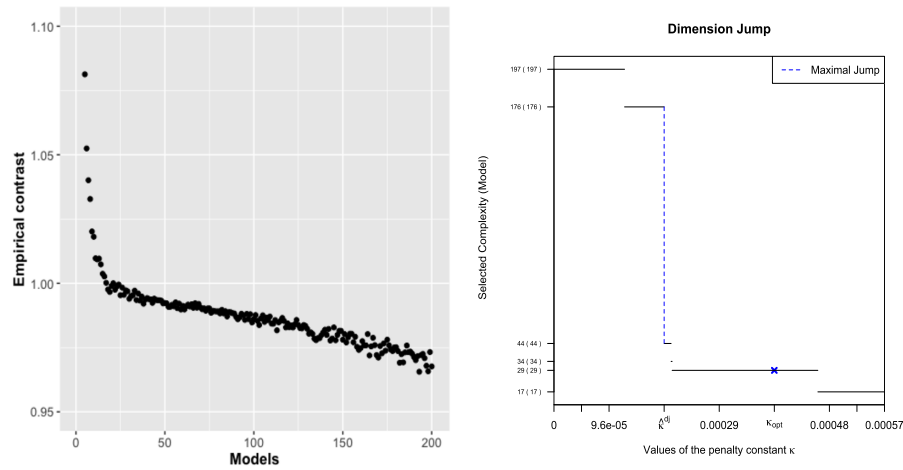 1.10
1.05
1.00
0.95
Empirical contrast
0 50 100 150 200
Models
Dimension Jump
Maximal Jump
197 ( 197 )
176 ( 176 )
44 ( 44 )
34 ( 34 )
29 ( 29 )
17 ( 17 )
Selected Complexity (Model)
0 0 9.6e-05 κ̂dj 0.00029 κopt 0.00048 0.00057
Values of the penalty constant κ